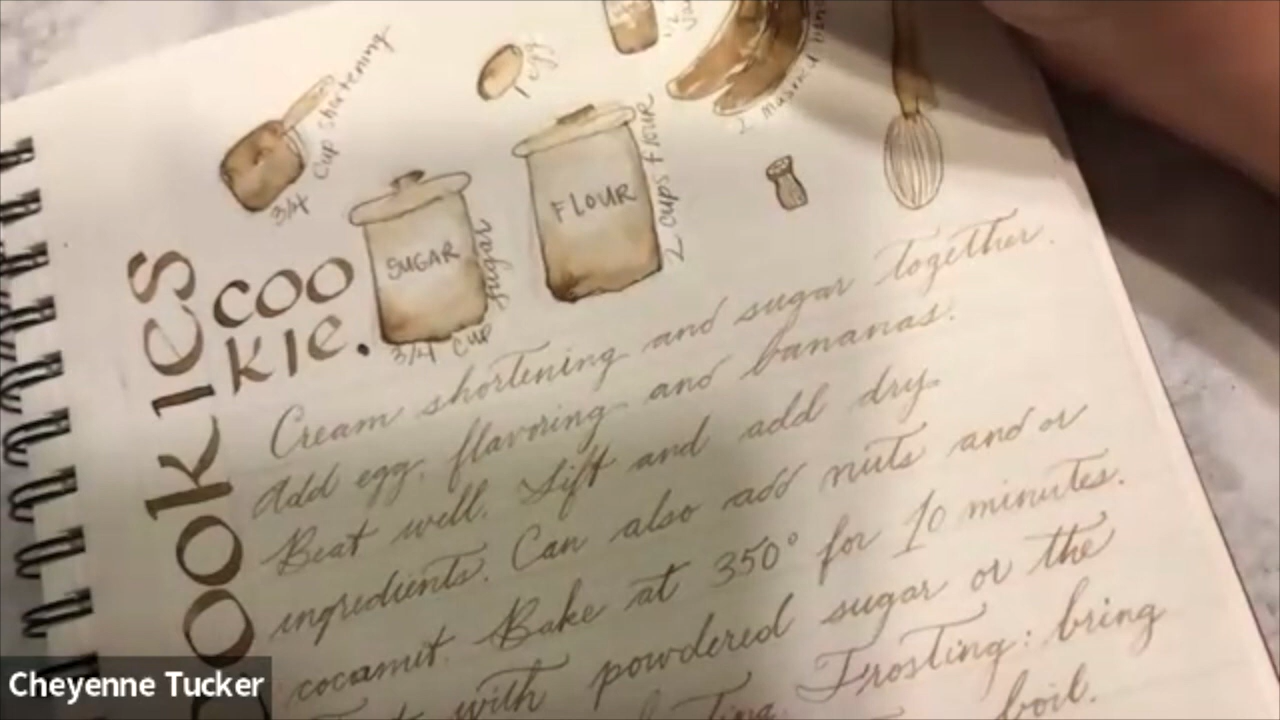 3/4 cup shortening
1 egg
2 mashed
SUGAR
3/4 cup sugar
FLOUR
2 cups flour
COOKIES
COO
KIE.
Cream shortening and sugar together.
Add egg, flavoring and bananas.
Beat well. Sift and add dry
ingredients. Can also add nuts and or
coconut. Bake at 350° for 10 minutes.
with powdered sugar or the
Frosting: bring
boil.
Cheyenne Tucker